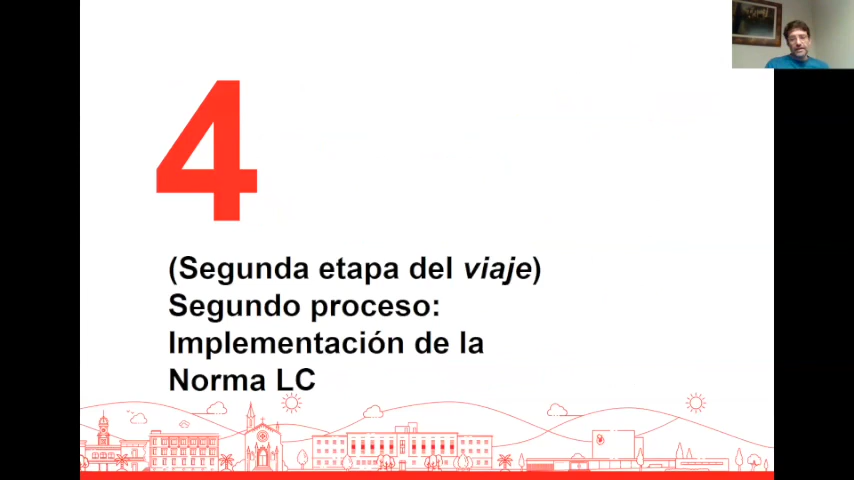 4
(Segunda etapa del viaje)
Segundo proceso:
Implementación de la
Norma LC